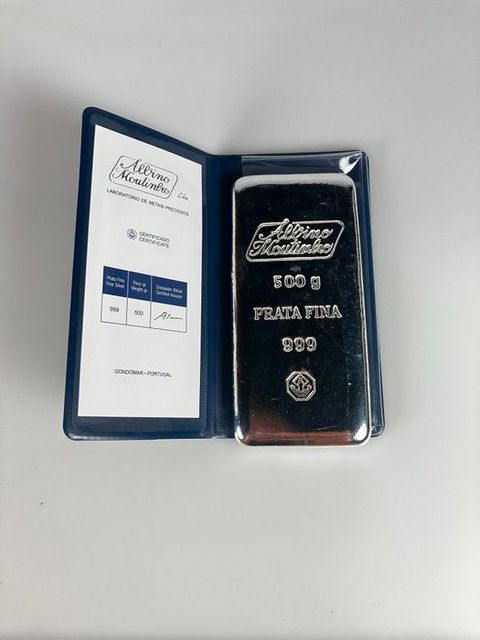 Albino
Moutinho Lda
LABORATÓRIO DE METAIS PRECIOSOS
CERTIFICADO
CERTIFICATE
Prata Fina
Fine Silver
Peso gr
Weight gr
Ensaiador Oficial
Certified Assayer
999
500
GONDOMAR • PORTUGAL
Albino
Moutinho
500 g
PRATA FINA
999